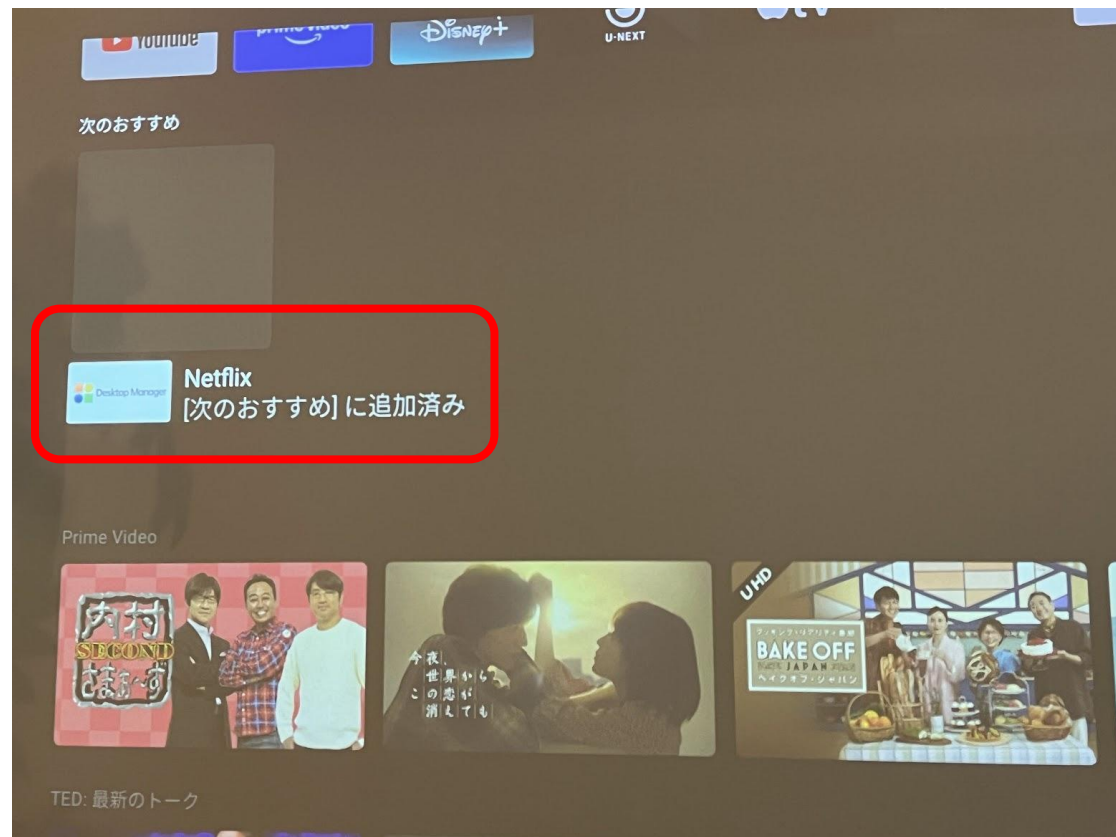 YouTube
prime video
Disney+
U-NEXT
tv
次のおすすめ
Desktop Manager
Netflix
[次のおすすめ] に追加済み
Prime Video
内村
SECOND
さまぁ〜ず
今夜、
世界から
この恋が
消えても
UHD
BAKE OFF
JAPAN
ベイクオフ・ジャパン
TED: 最新のトーク